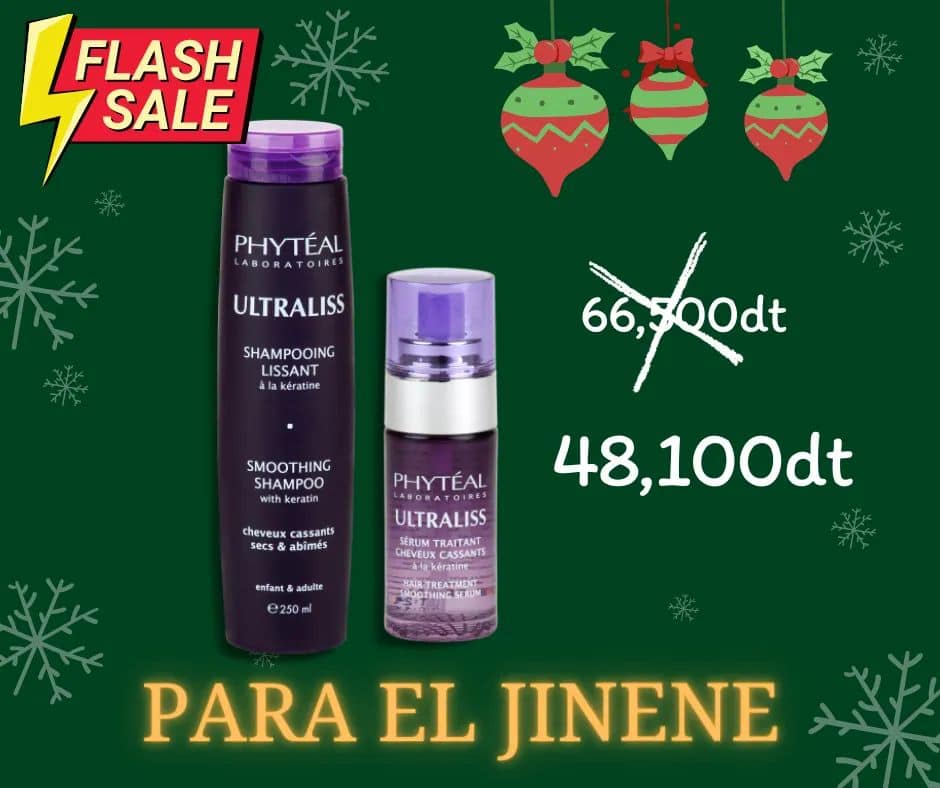 FLASH
SALE
PHYTÉAL
LABORATOIRES
ULTRALISS
SHAMPOOING
LISSANT
à la kératine
SMOOTHING
SHAMPOO
with keratin
cheveux cassants
secs & abîmés
enfant & adulte
℮250 ml
PHYTÉAL
LABORATOIRES
ULTRALISS
SÉRUM TRAITANT
CHEVEUX CASSANTS
à la kératine
HAIR TREATMENT
SMOOTHING SERUM
66,500dt
48,100dt
PARA EL JINENE